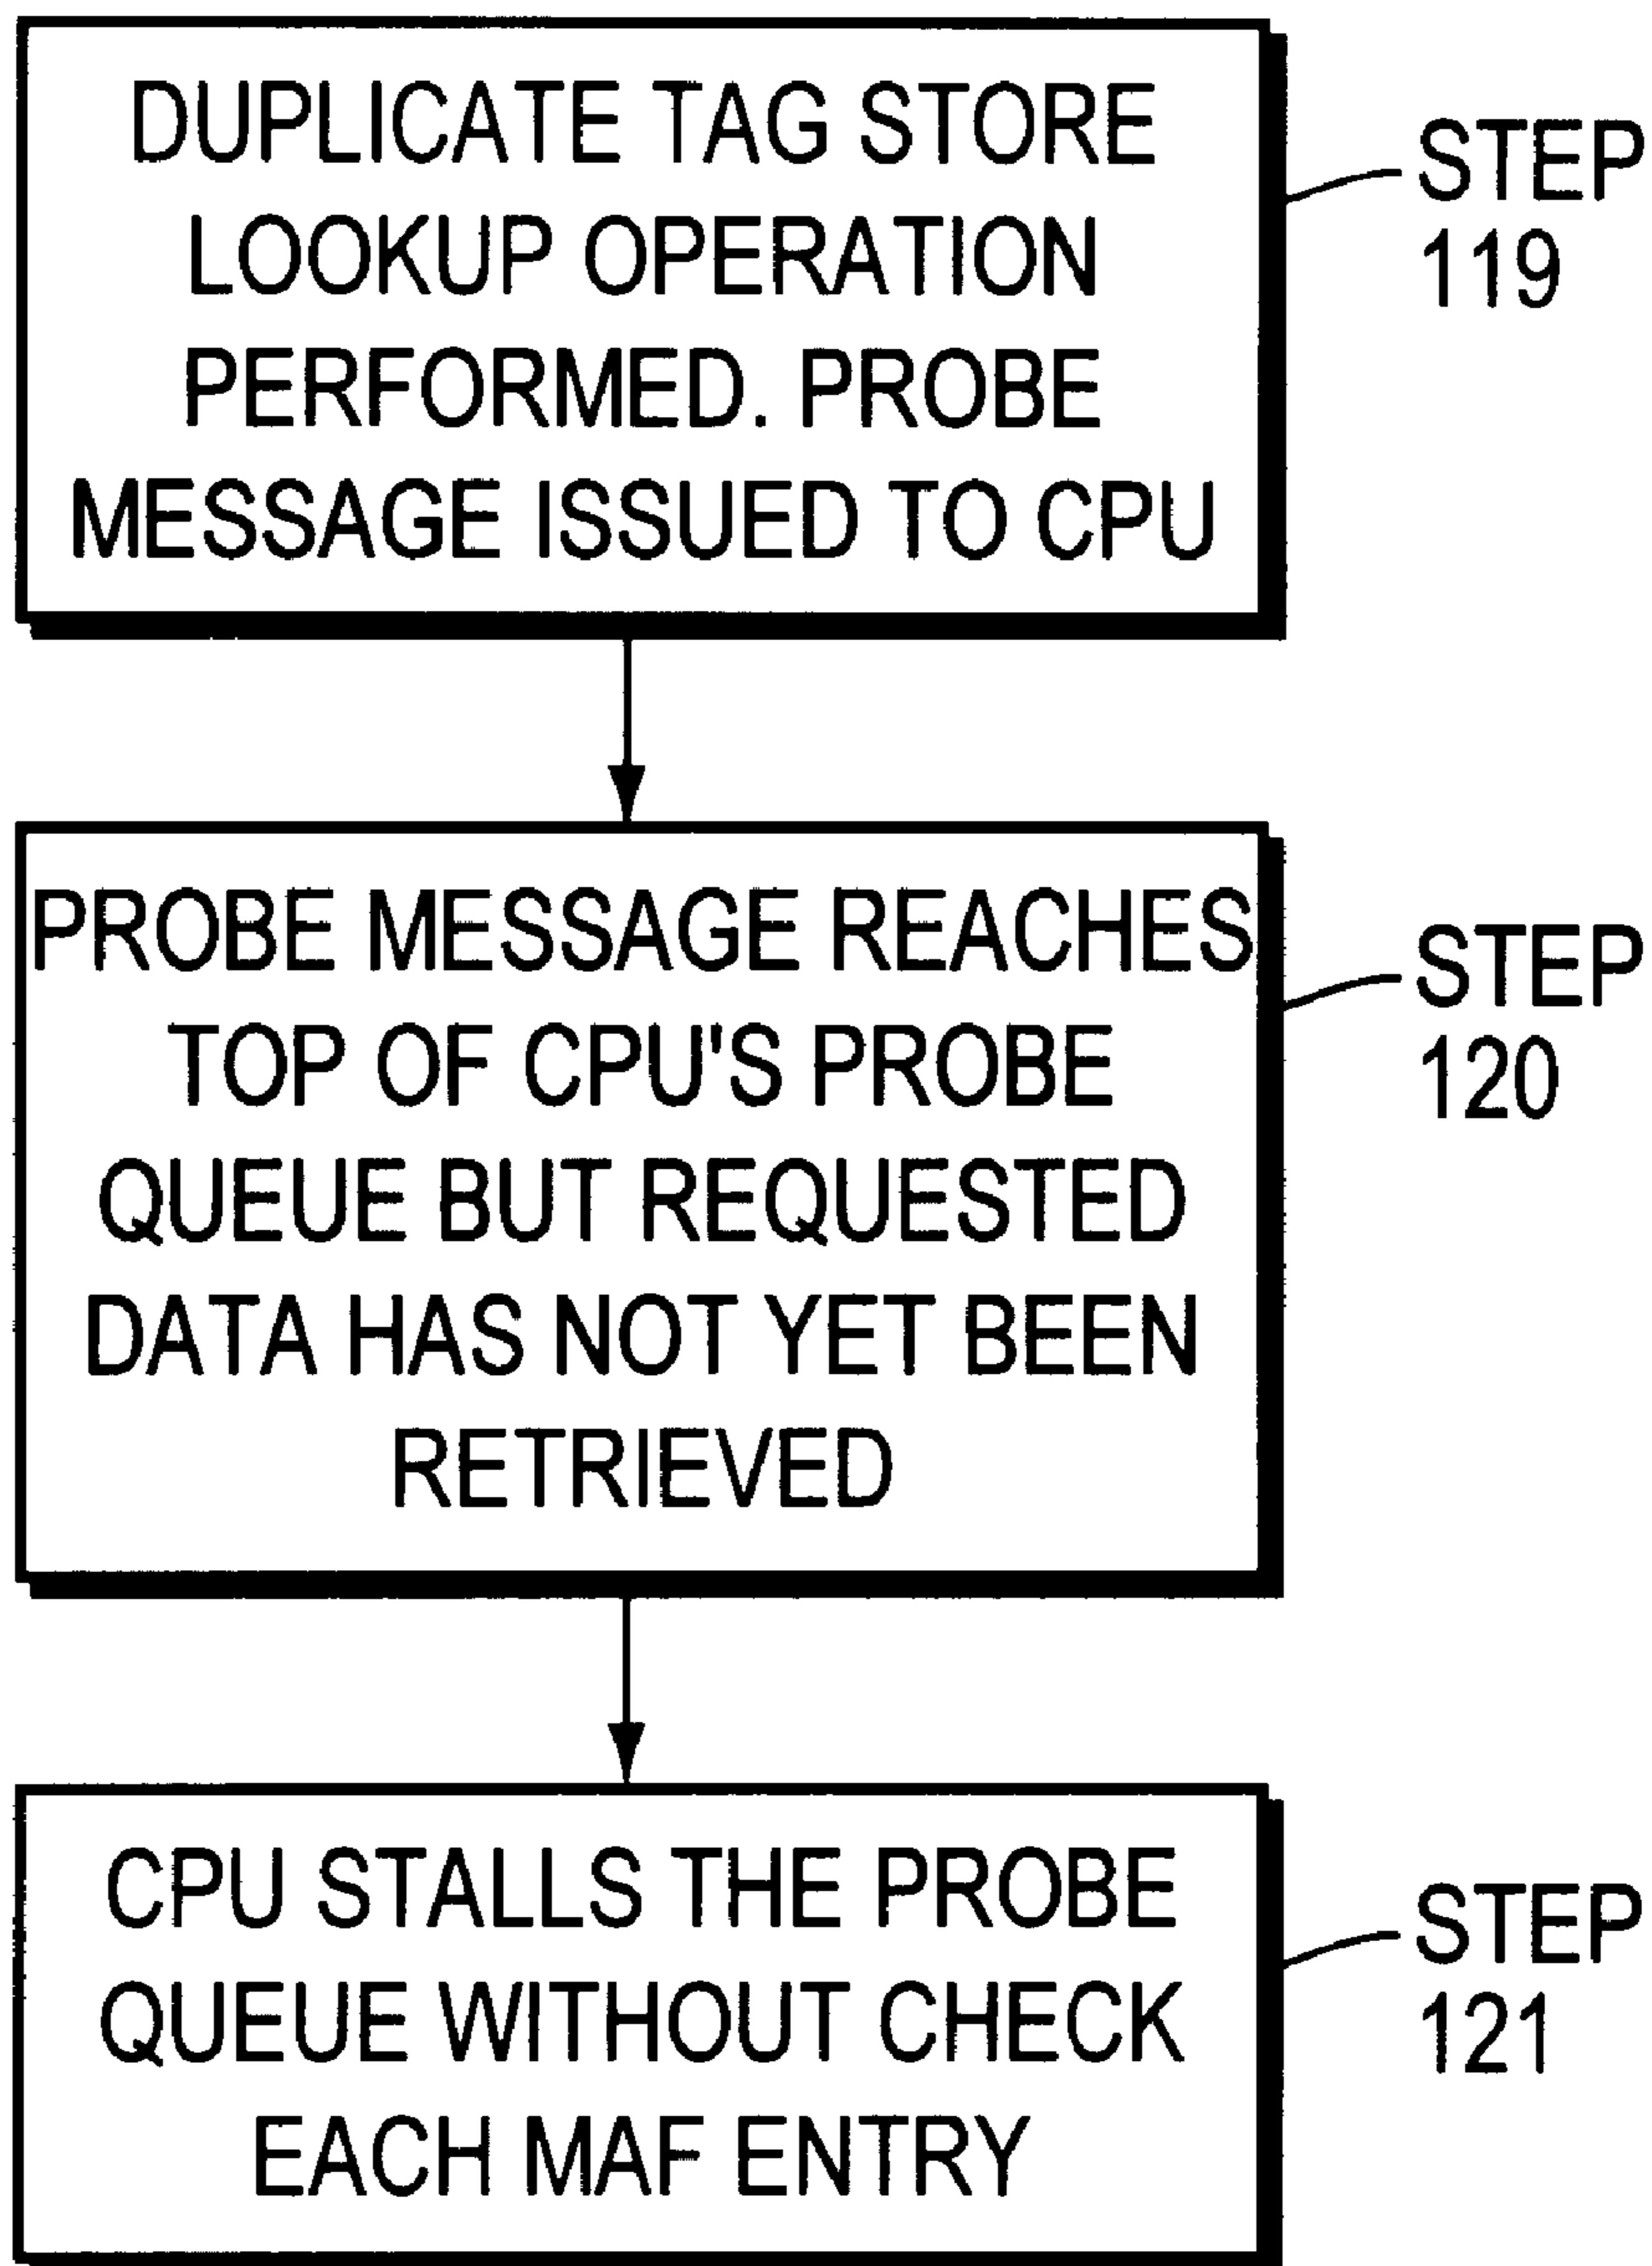 DUPLICATE TAG STORE
LOOKUP OPERATION
PERFORMED. PROBE
MESSAGE ISSUED TO CPU
STEP
119
PROBE MESSAGE REACHES
TOP OF CPU'S PROBE
QUEUE BUT REQUESTED
DATA HAS NOT YET BEEN
RETRIEVED
STEP
120
CPU STALLS THE PROBE
QUEUE WITHOUT CHECK
EACH MAF ENTRY
STEP
121